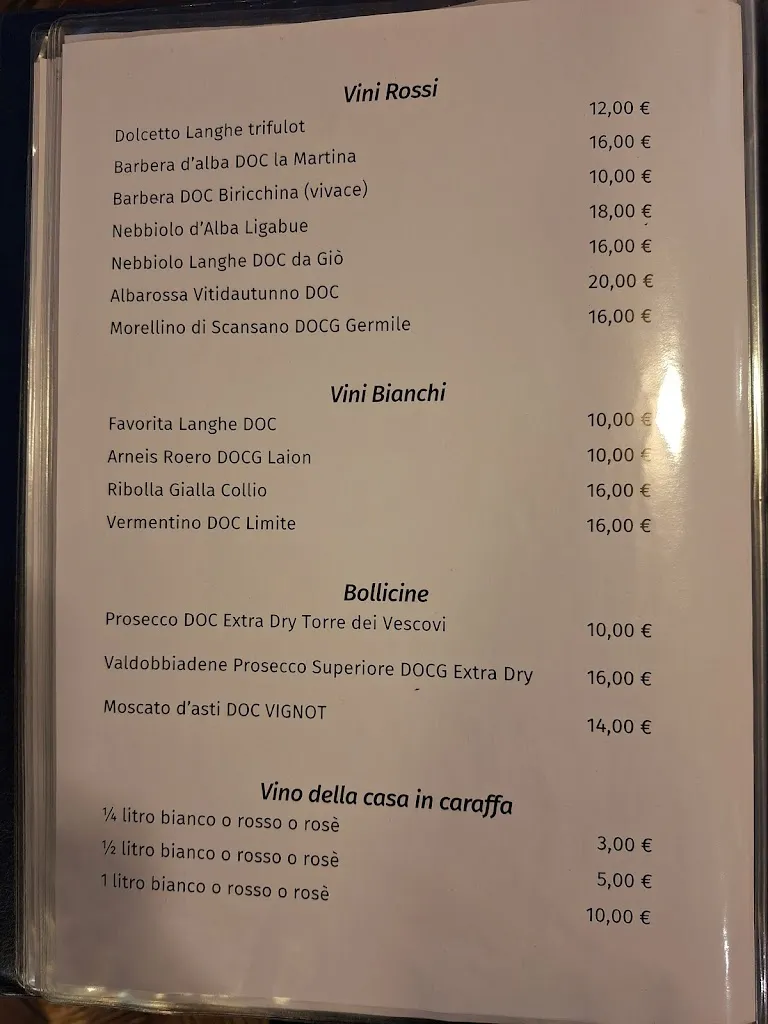 Vini Rossi
Dolcetto Langhe trifulot 12,00 €
Barbera d'alba DOC la Martina 16,00 €
Barbera DOC Biricchina (vivace) 10,00 €
Nebbiolo d'Alba Ligabue 18,00 €
Nebbiolo Langhe DOC da Giò 16,00 €
Albarossa Vitidautunno DOC 20,00 €
Morellino di Scansano DOCG Germile 16,00 €
Vini Bianchi
Favorita Langhe DOC 10,00 €
Arneis Roero DOCG Laion 10,00 €
Ribolla Gialla Collio 16,00 €
Vermentino DOC Limite 16,00 €
Bollicine
Prosecco DOC Extra Dry Torre dei Vescovi 10,00 €
Valdobbiadene Prosecco Superiore DOCG Extra Dry 16,00 €
Moscato d'asti DOC VIGNOT 14,00 €
Vino della casa in caraffa
¼ litro bianco o rosso o rosè 3,00 €
½ litro bianco o rosso o rosè 5,00 €
1 litro bianco o rosso o rosè 10,00 €